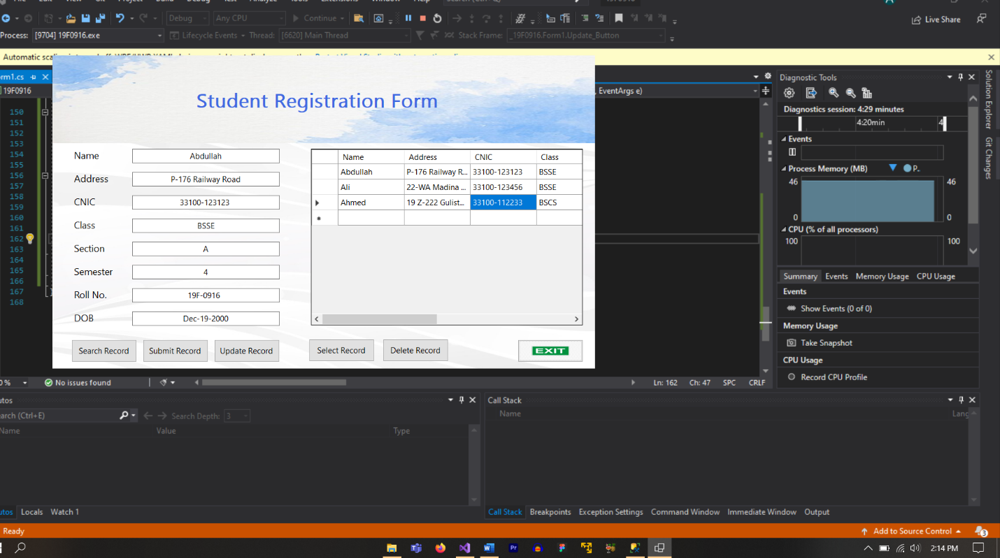 Debug Any CPU Continue Live Share
Process: [9704] 19F0916.exe Lifecycle Events Thread: [6620] Main Thread Stack Frame: _19F0916.Form1.Update_Button
Form1.cs
19F0916 , EventArgs e)
Student Registration Form
Name Abdullah
Address P-176 Railway Road
CNIC 33100-123123
Class BSSE
Section A
Semester 4
Roll No. 19F-0916
DOB Dec-19-2000
Name Address CNIC Class
Abdullah P-176 Railway R... 33100-123123 BSSE
Ali 22-WA Madina ... 33100-123456 BSSE
Ahmed 19 Z-222 Gulist... 33100-112233 BSCS
Search Record Submit Record Update Record Select Record Delete Record EXIT
150
151
152
153
154
155
156
157
158
159
160
161
162
163
164
165
166
167
168
Diagnostic Tools
Diagnostics session: 4:29 minutes
4:20min 4
Events
Process Memory (MB) P..
46 46
0 0
CPU (% of all processors)
100 100
Summary Events Memory Usage CPU Usage
Events
Show Events (0 of 0)
Memory Usage
Take Snapshot
CPU Usage
Record CPU Profile
Solution Explorer
Git Changes
0 % No issues found Ln: 162 Ch: 47 SPC CRLF
utos
earch (Ctrl+E) Search Depth: 3
Name Value Type
utos Locals Watch 1
Call Stack
Name Lang
Call Stack Breakpoints Exception Settings Command Window Immediate Window Output
Ready Add to Source Control 3
2:14 PM